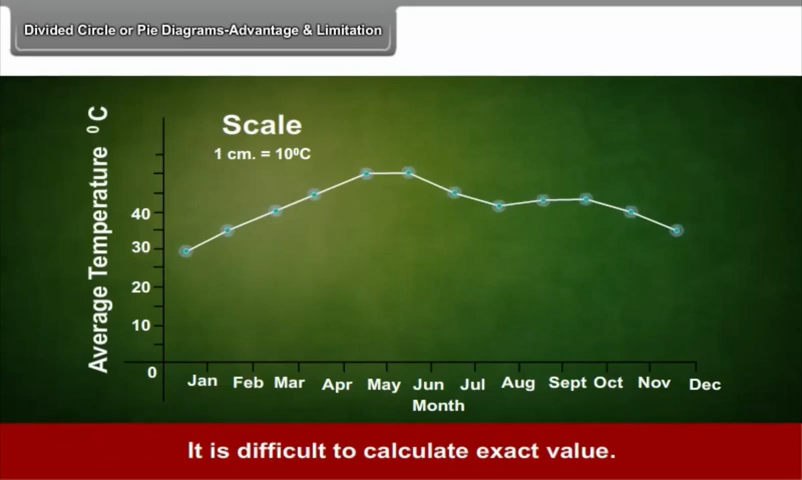 Divided Circle or Pie Diagrams-Advantage & Limitation
Scale
1 cm. = 10⁰C
Average Temperature ⁰C
40
30
20
10
0
Jan Feb Mar Apr May Jun Jul Aug Sept Oct Nov Dec
Month
It is difficult to calculate exact value.